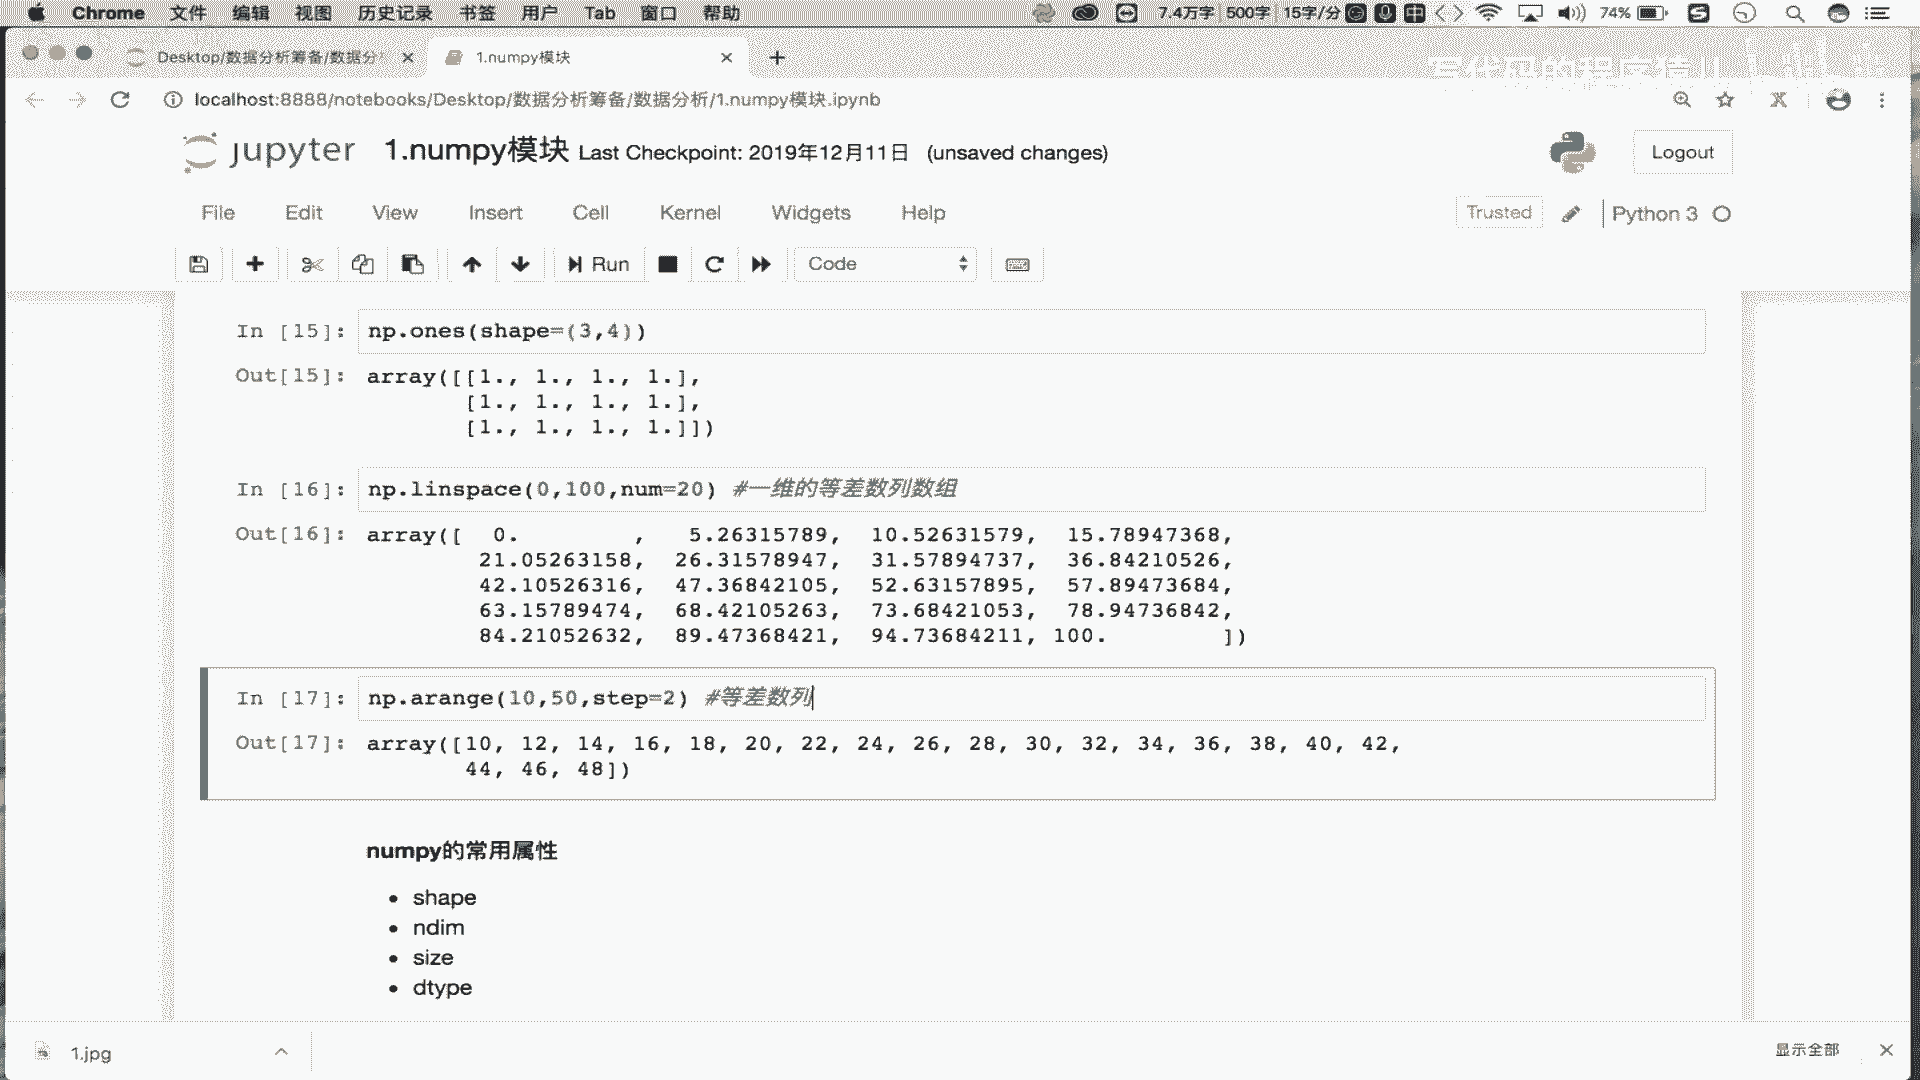 Chrome 文件 编辑 视图 历史记录 书签 用户 Tab 窗口 帮助 7.4万字 500字 15字/分 中 74%
Desktop/数据分析筹备/数据分 1.numpy模块
写代码的程序猿儿
localhost:8888/notebooks/Desktop/数据分析筹备/数据分析/1.numpy模块.ipynb
jupyter 1.numpy模块 Last Checkpoint: 2019年12月11日 (unsaved changes) Logout
File Edit View Insert Cell Kernel Widgets Help Trusted Python 3
Run Code
In [15]: np.ones(shape=(3,4))
Out[15]: array([[1., 1., 1., 1.],
[1., 1., 1., 1.],
[1., 1., 1., 1.]])
In [16]: np.linspace(0,100,num=20) #一维的等差数列数组
Out[16]: array([ 0. , 5.26315789, 10.52631579, 15.78947368,
21.05263158, 26.31578947, 31.57894737, 36.84210526,
42.10526316, 47.36842105, 52.63157895, 57.89473684,
63.15789474, 68.42105263, 73.68421053, 78.94736842,
84.21052632, 89.47368421, 94.73684211, 100. ])
In [17]: np.arange(10,50,step=2) #等差数列
Out[17]: array([10, 12, 14, 16, 18, 20, 22, 24, 26, 28, 30, 32, 34, 36, 38, 40, 42,
44, 46, 48])
numpy的常用属性
shape
ndim
size
dtype
1.jpg 显示全部